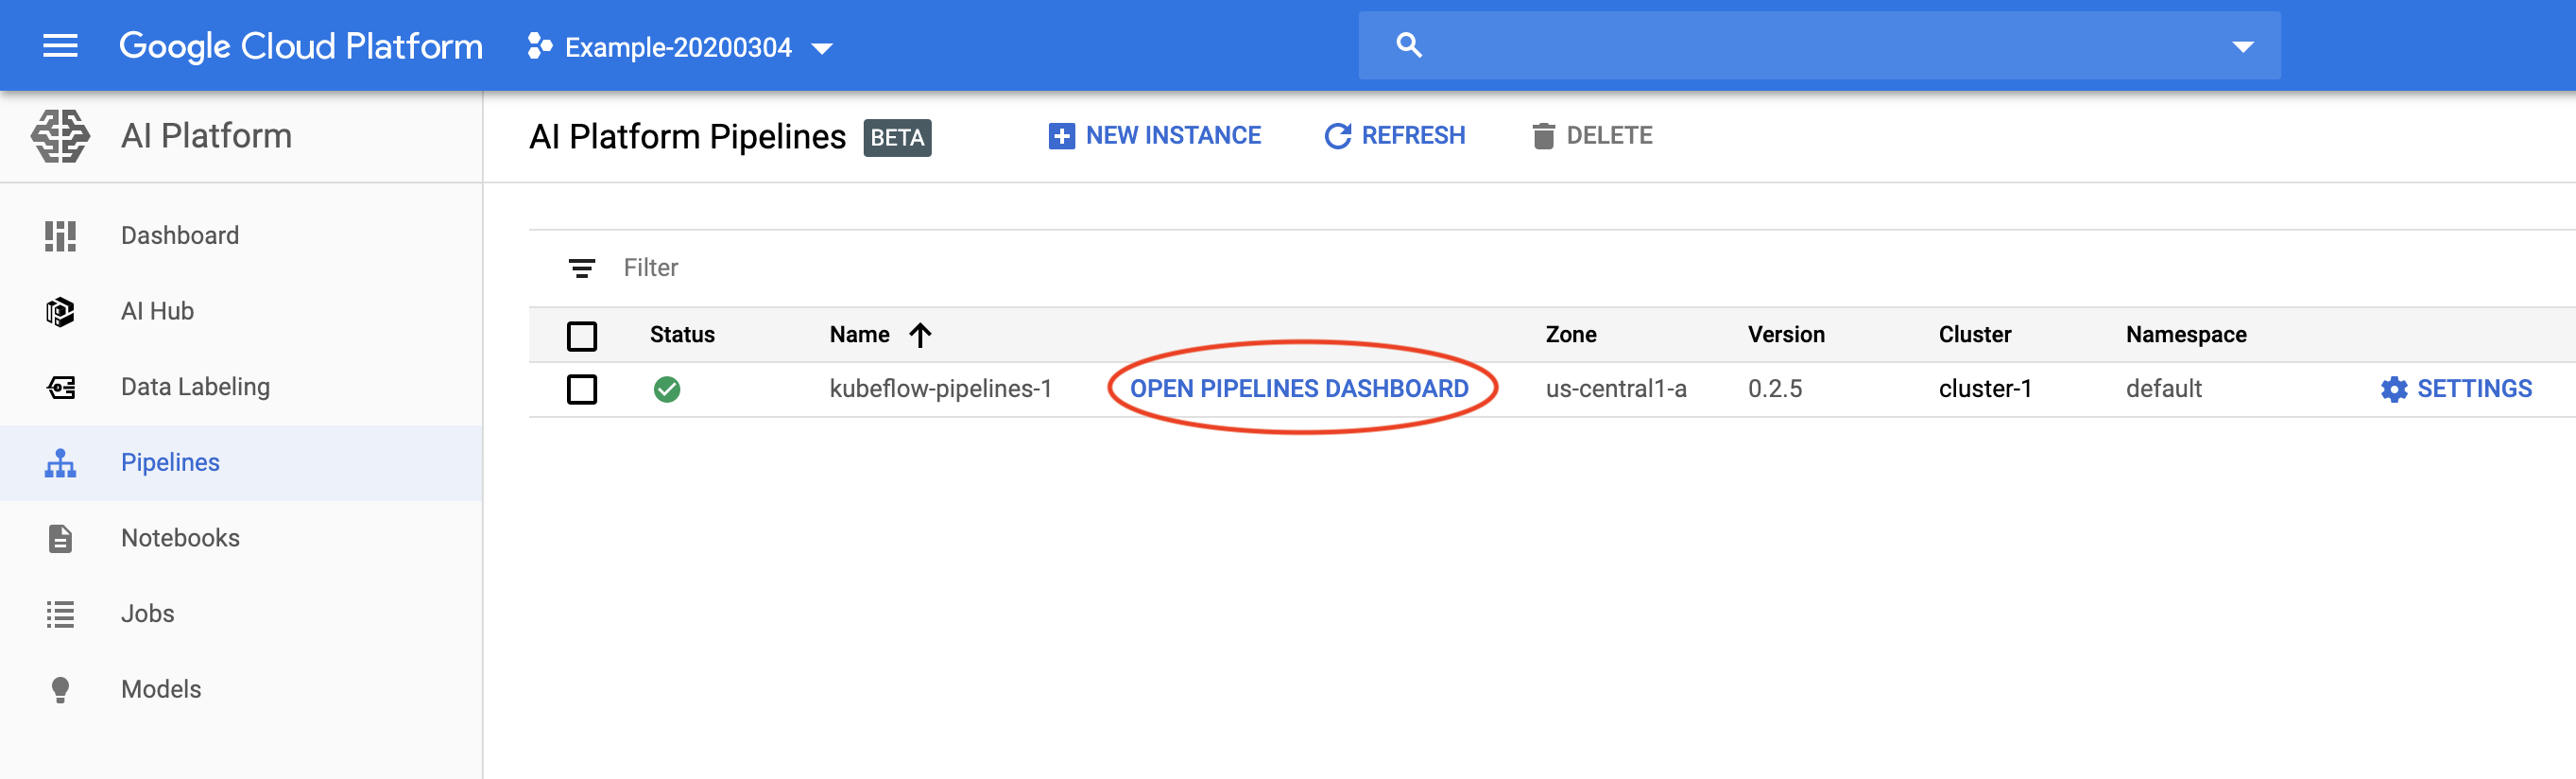 Google Cloud Platform Example-20200304
AI Platform
AI Platform Pipelines BETA NEW INSTANCE REFRESH DELETE
Dashboard
AI Hub
Data Labeling
Pipelines
Notebooks
Jobs
Models
Filter
Status Name Zone Version Cluster Namespace
kubeflow-pipelines-1 OPEN PIPELINES DASHBOARD us-central1-a 0.2.5 cluster-1 default SETTINGS